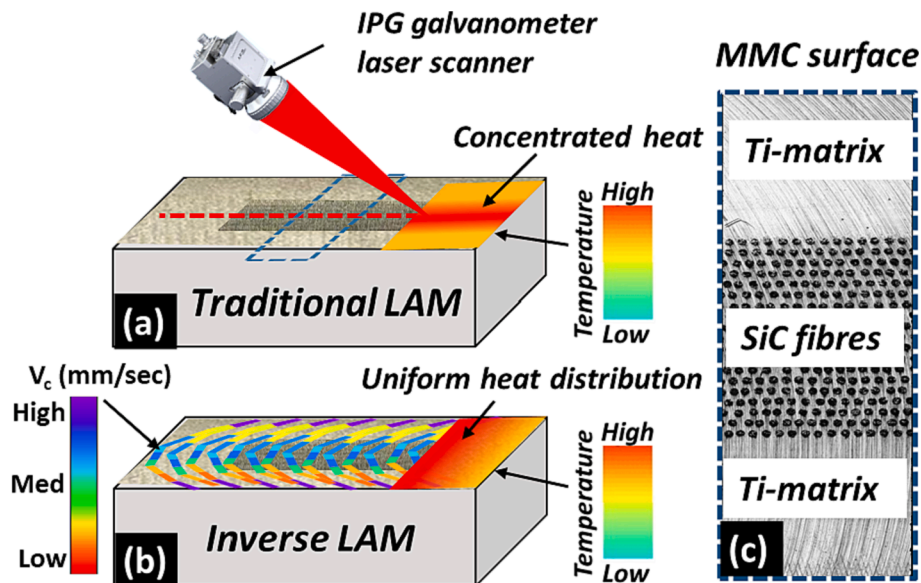 IPG galvanometer
laser scanner
Concentrated heat
High
Temperature
Low
(a)
Traditional LAM
V_c (mm/sec)
High
Med
Low
Uniform heat distribution
High
Temperature
Low
(b)
Inverse LAM
MMC surface
Ti-matrix
SiC fibres
Ti-matrix
(c)